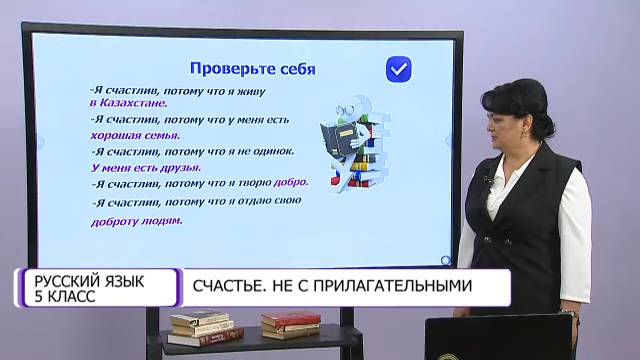 Проверьте себя
-Я счастлив, потому что я живу
в Казахстане.
-Я счастлив, потому что у меня есть
хорошая семья.
-Я счастлив, потому что я не одинок.
У меня есть друзья.
-Я счастлив, потому что я творю добро.
-Я счастлив, потому что я отдаю свою
доброту людям.
РУССКИЙ ЯЗЫК
5 КЛАСС
СЧАСТЬЕ. НЕ С ПРИЛАГАТЕЛЬНЫМИ